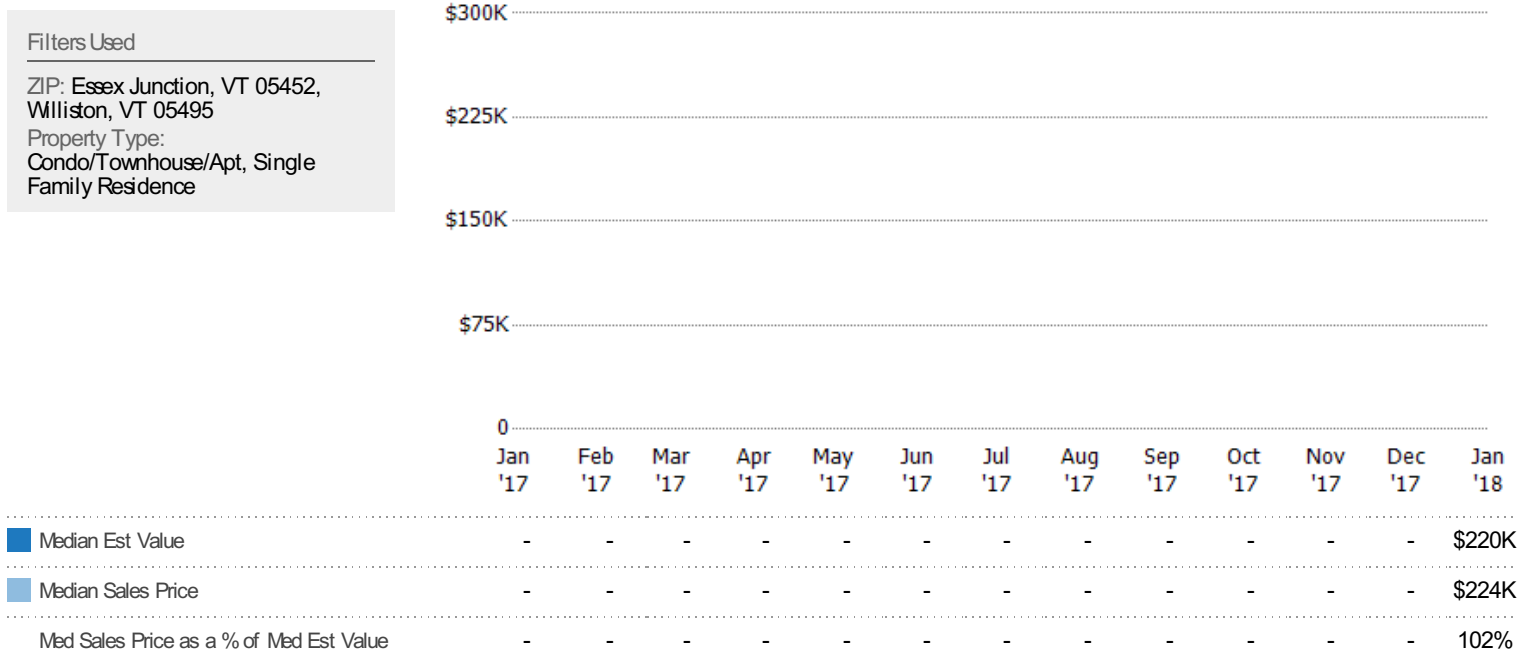 Filters Used
ZIP: Essex Junction, VT 05452,
Williston, VT 05495
Property Type:
Condo/Townhouse/Apt, Single
Family Residence
$300K
$225K
$150K
$75K
0
Jan Feb Mar Apr May Jun Jul Aug Sep Oct Nov Dec Jan
'17 '17 '17 '17 '17 '17 '17 '17 '17 '17 '17 '17 '18
Median Est Value - - - - - - - - - - - - $220K
Median Sales Price - - - - - - - - - - - - $224K
Med Sales Price as a % of Med Est Value - - - - - - - - - - - - 102%